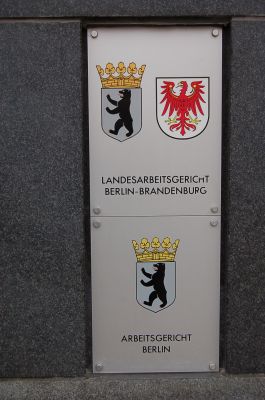 LANDESARBEITSGERICHT
BERLIN-BRANDENBURG
ARBEITSGERICHT
BERLIN